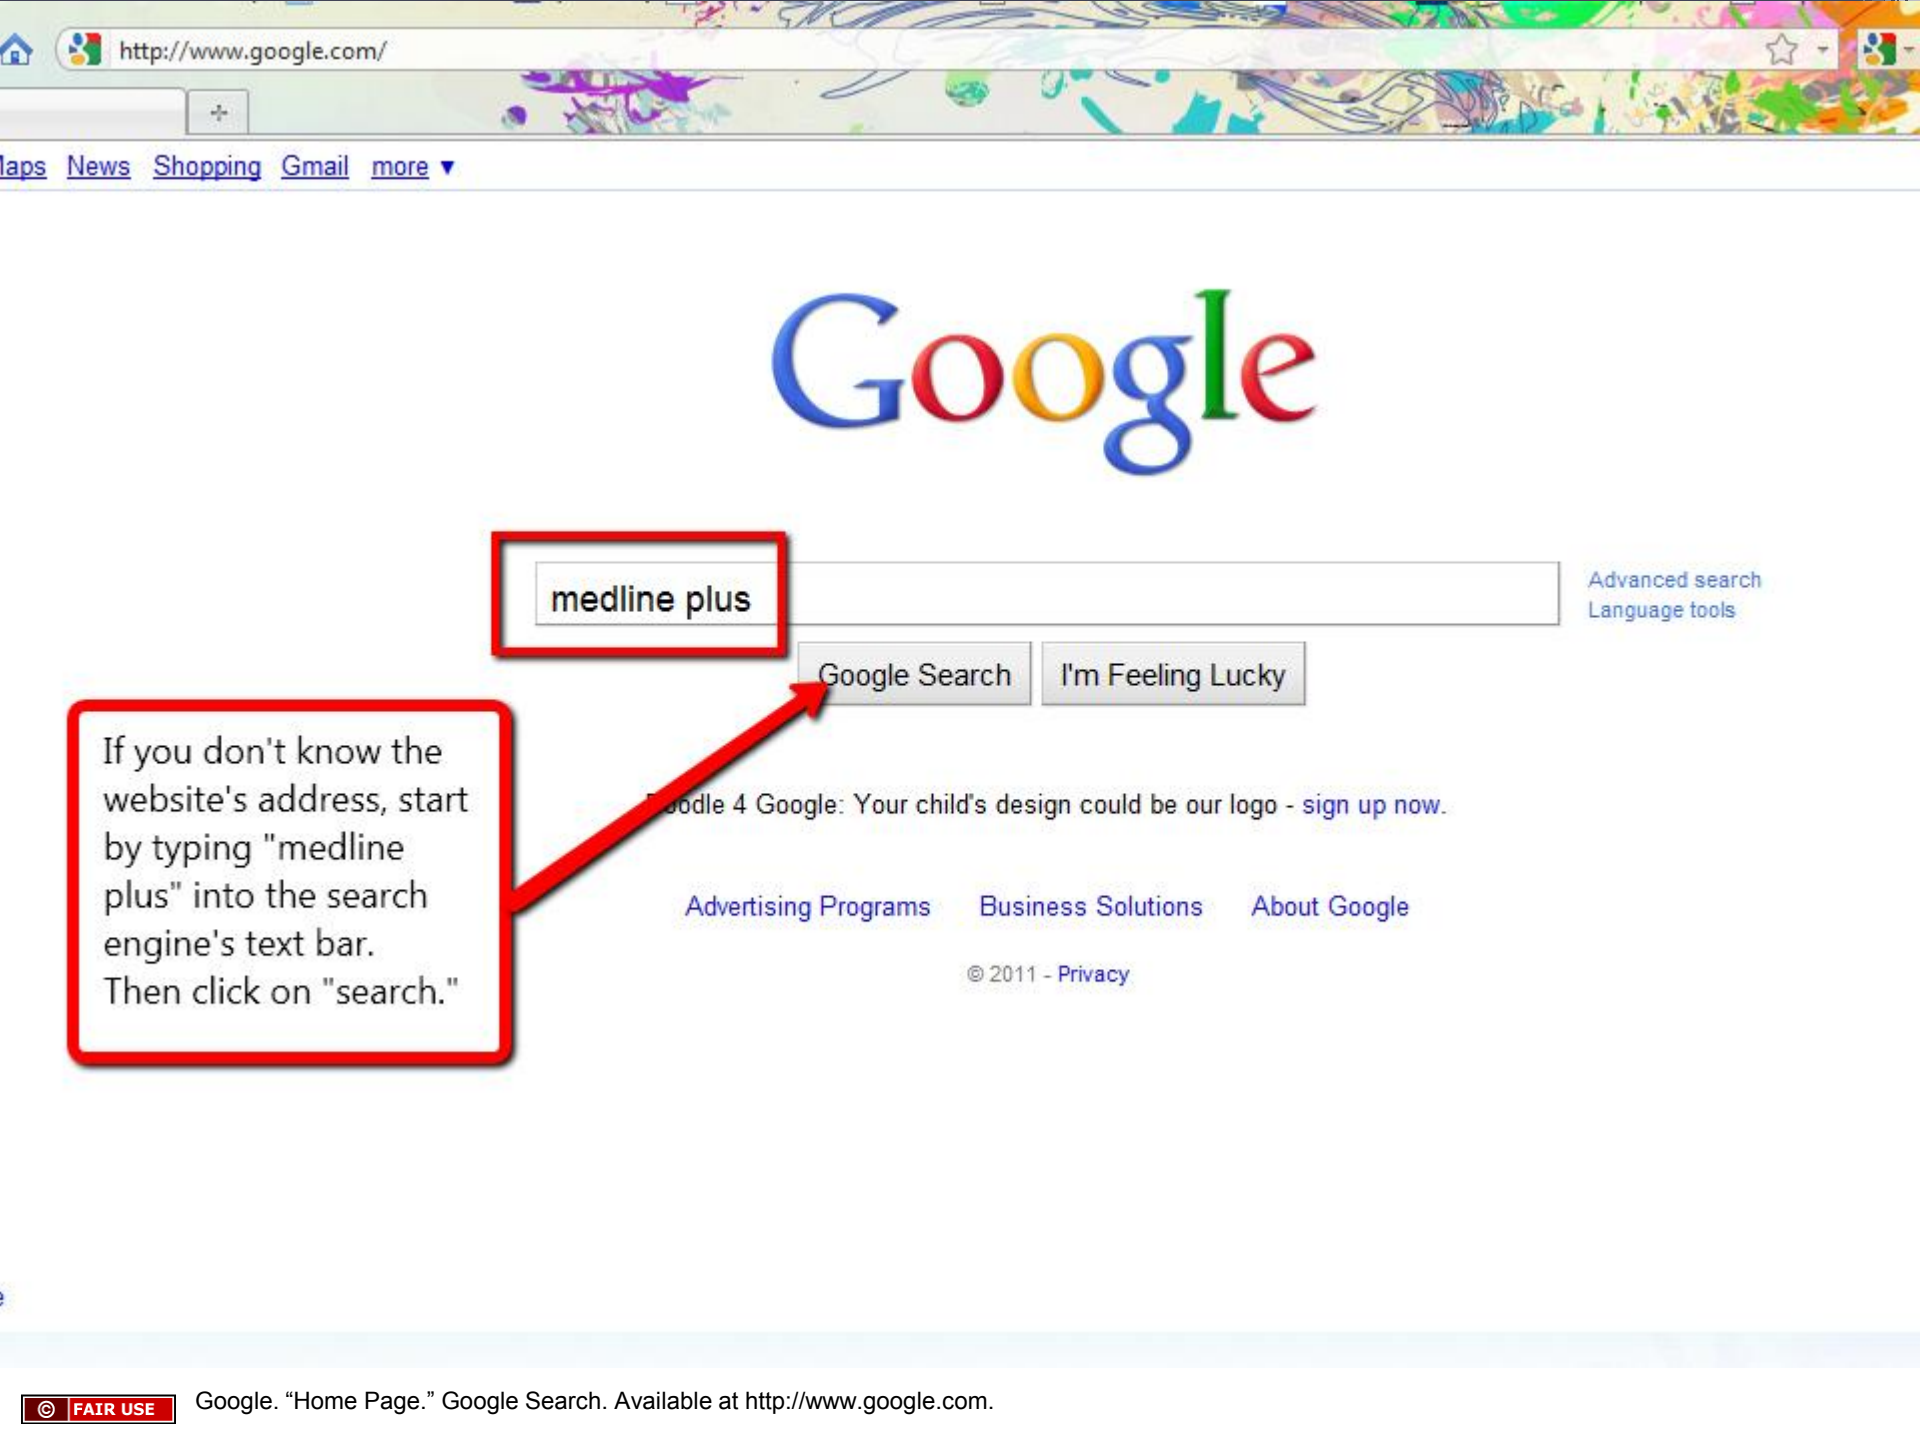 http://www.google.com/
News Shopping Gmail more ▼
Google
medline plus
Advanced search
Language tools
Google Search I'm Feeling Lucky
If you don't know the
website's address, start
by typing "medline
plus" into the search
engine's text bar.
Then click on "search."
4 Google: Your child's design could be our logo - sign up now.
Advertising Programs Business Solutions About Google
© 2011 - Privacy
© FAIR USE Google. “Home Page.” Google Search. Available at http://www.google.com.